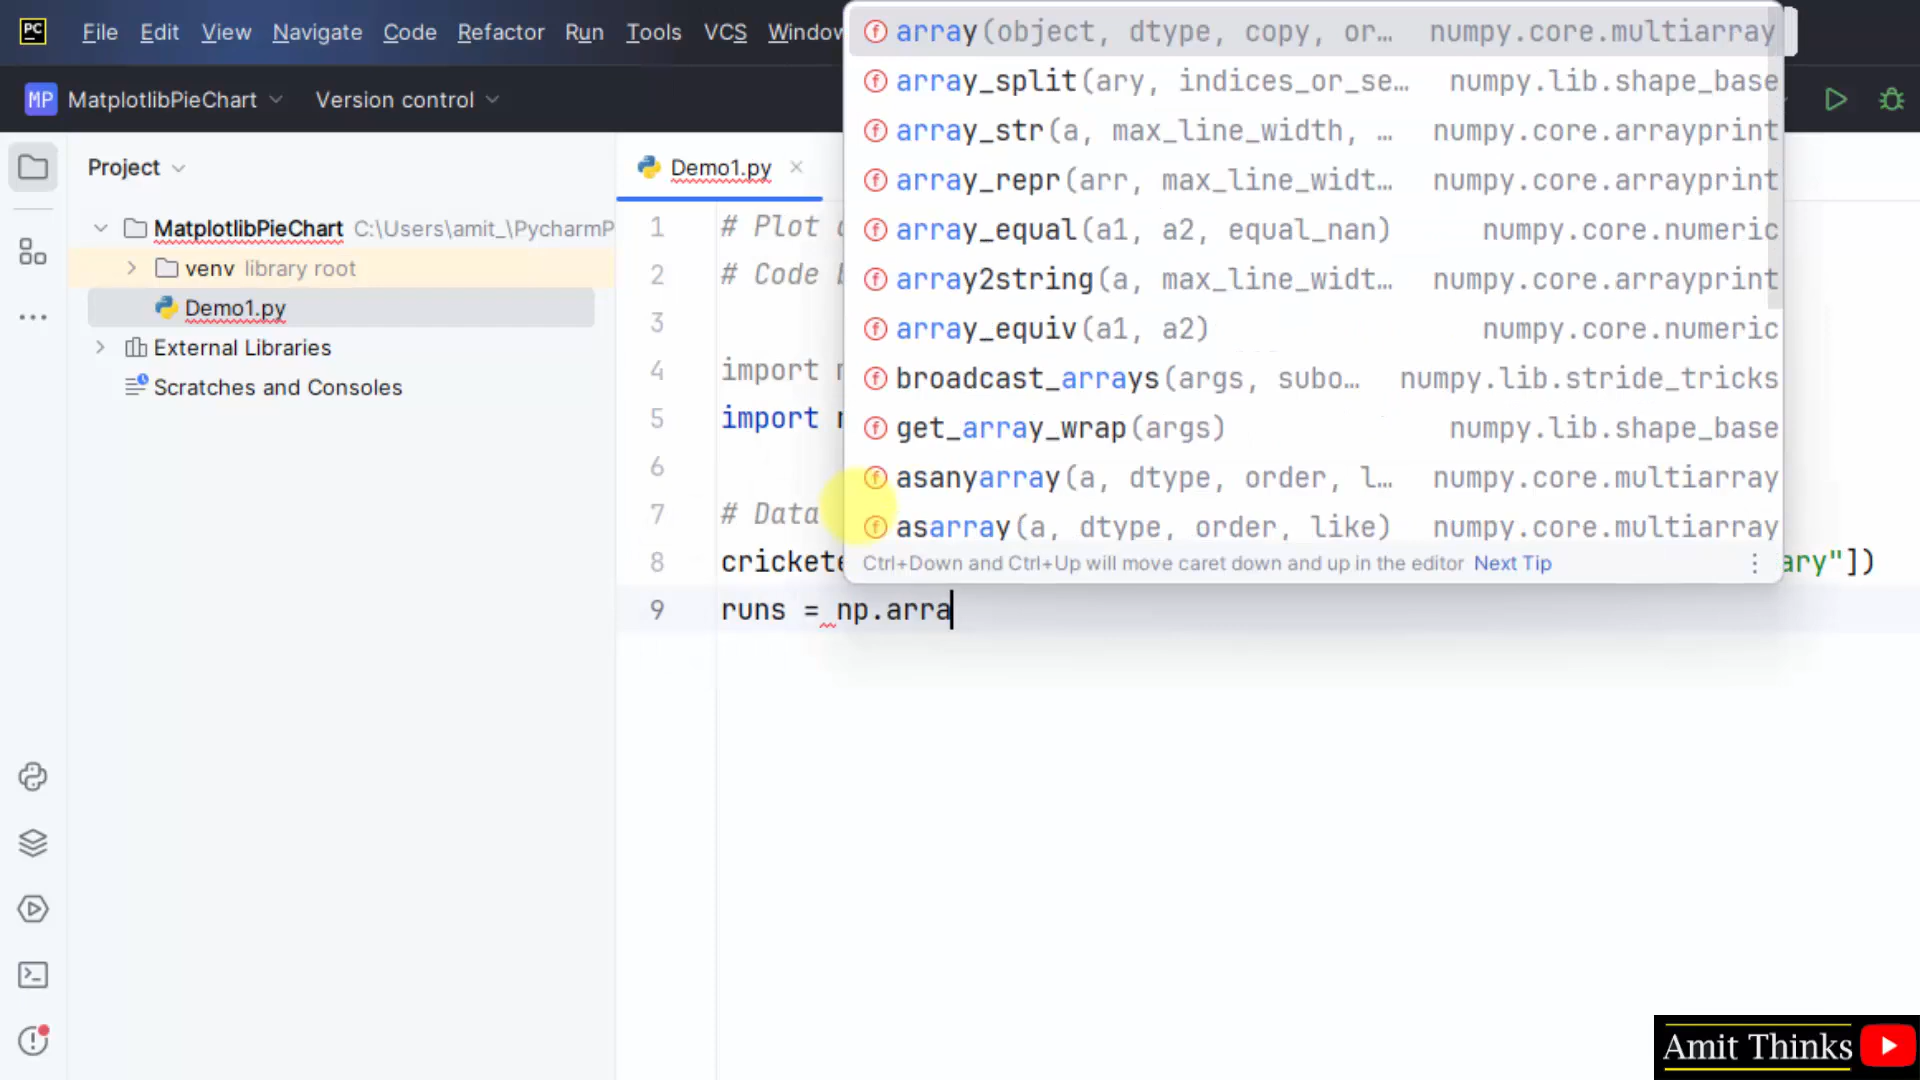 PC File Edit View Navigate Code Refactor Run Tools VCS Window
MP MatplotlibPieChart Version control
Project
MatplotlibPieChart C:\Users\amit_\PycharmP
venv library root
Demo1.py
External Libraries
Scratches and Consoles
Demo1.py
1 # Plot
2 # Code
3
4 import
5 import
6
7 # Data
8 crickete ary"])
9 runs = np.arra
array(object, dtype, copy, or… numpy.core.multiarray
array_split(ary, indices_or_se… numpy.lib.shape_base
array_str(a, max_line_width, … numpy.core.arrayprint
array_repr(arr, max_line_widt… numpy.core.arrayprint
array_equal(a1, a2, equal_nan) numpy.core.numeric
array2string(a, max_line_widt… numpy.core.arrayprint
array_equiv(a1, a2) numpy.core.numeric
broadcast_arrays(args, subo… numpy.lib.stride_tricks
get_array_wrap(args) numpy.lib.shape_base
asanyarray(a, dtype, order, l… numpy.core.multiarray
asarray(a, dtype, order, like) numpy.core.multiarray
Ctrl+Down and Ctrl+Up will move caret down and up in the editor Next Tip
Amit Thinks